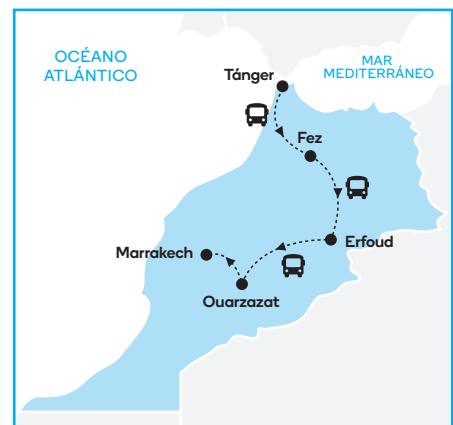 OCÉANO
ATLÁNTICO
MAR
MEDITERRÁNEO
Tánger
Fez
Erfoud
Marrakech
Ouarzazat